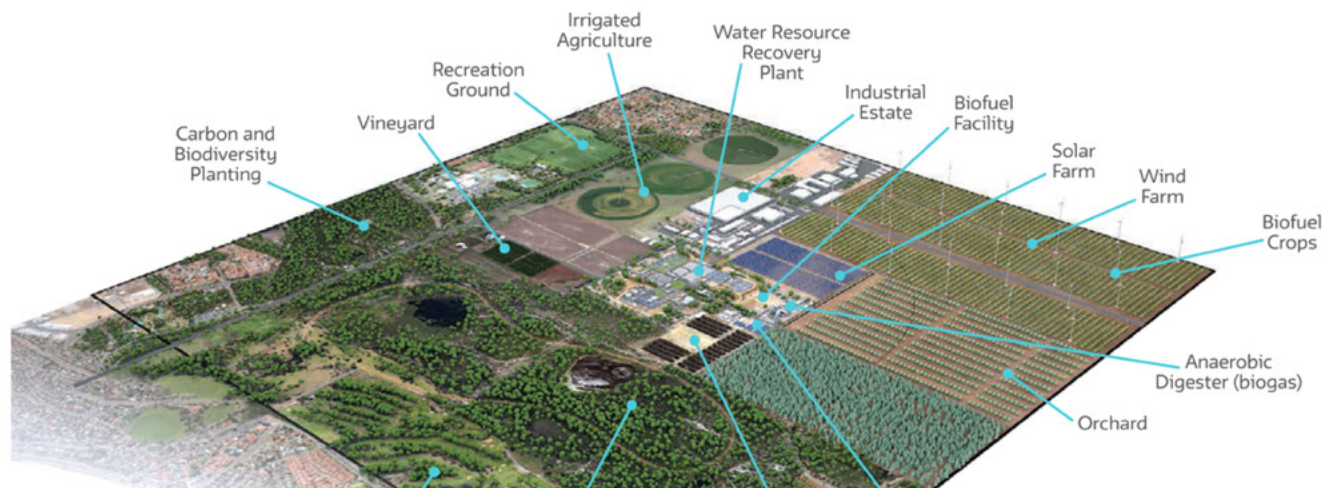 Irrigated
Agriculture
Water Resource
Recovery
Plant
Recreation
Ground
Industrial
Estate
Biofuel
Facility
Vineyard
Carbon and
Biodiversity
Planting
Solar
Farm
Wind
Farm
Biofuel
Crops
Anaerobic
Digester (biogas)
Orchard